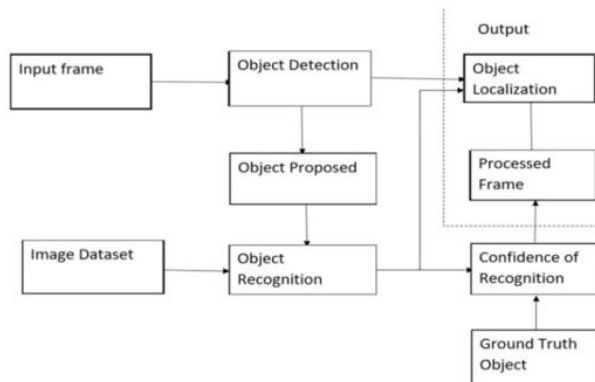 Output
Input frame
Object Detection
Object
Localization
Object Proposed
Processed
Frame
Image Dataset
Object
Recognition
Confidence of
Recognition
Ground Truth
Object